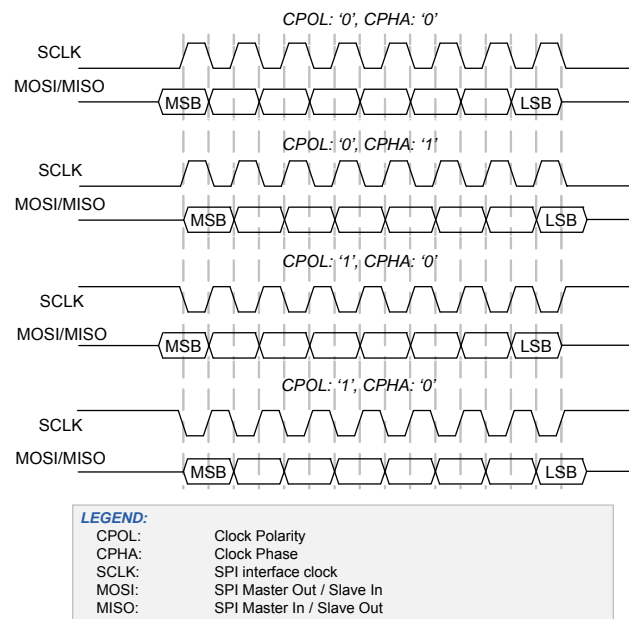 CPOL: ‘0’, CPHA: ‘0’
SCLK
MOSI/MISO
MSB LSB
CPOL: ‘0’, CPHA: ‘1’
SCLK
MOSI/MISO
MSB LSB
CPOL: ‘1’, CPHA: ‘0’
SCLK
MOSI/MISO
MSB LSB
CPOL: ‘1’, CPHA: ‘0’
SCLK
MOSI/MISO
MSB LSB
LEGEND:
CPOL: Clock Polarity
CPHA: Clock Phase
SCLK: SPI interface clock
MOSI: SPI Master Out / Slave In
MISO: SPI Master In / Slave Out